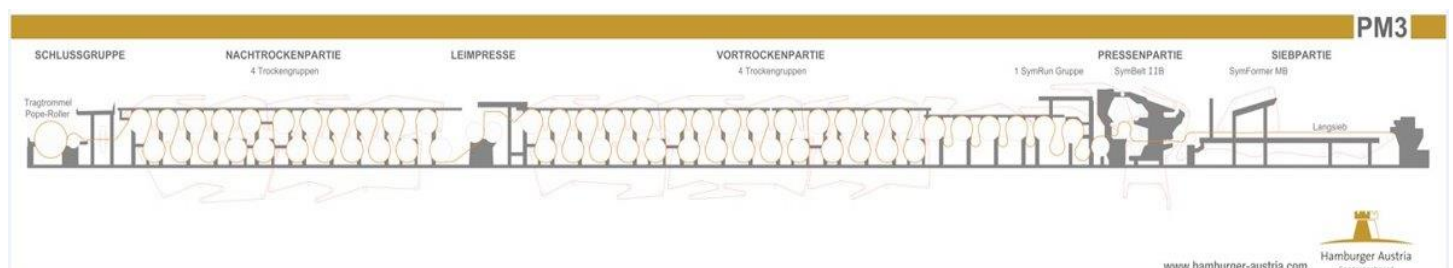 PM3
SCHLUSSGRUPPE
NACHTROCKENPARTIE
4 Trockengruppen
LEIMPRESSE
VORTROCKENPARTIE
4 Trockengruppen
1 SymRun Gruppe
PRESSENPARTIE
SymBelt IIB
SIEBPARTIE
SymFormer MB
Tragtrommel
Pope-Roller
Langsieb
Hamburger Austria
www.hamburger-austria.com